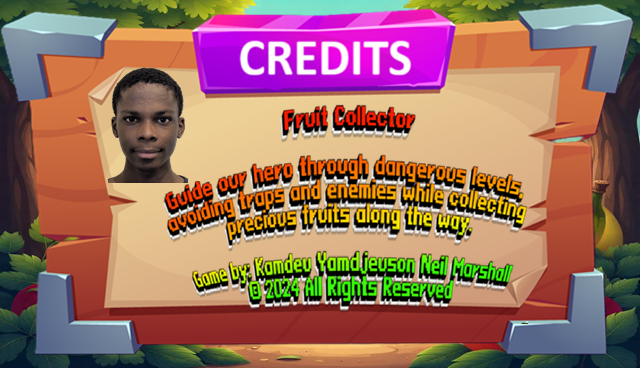 CREDITS
Fruit Collector
Guide our hero through dangerous levels,
avoiding traps and enemies while collecting
precious fruits along the way.
Game by: Kamdeu Yamdjeuson Neil Marshall
© 2024 All Rights Reserved